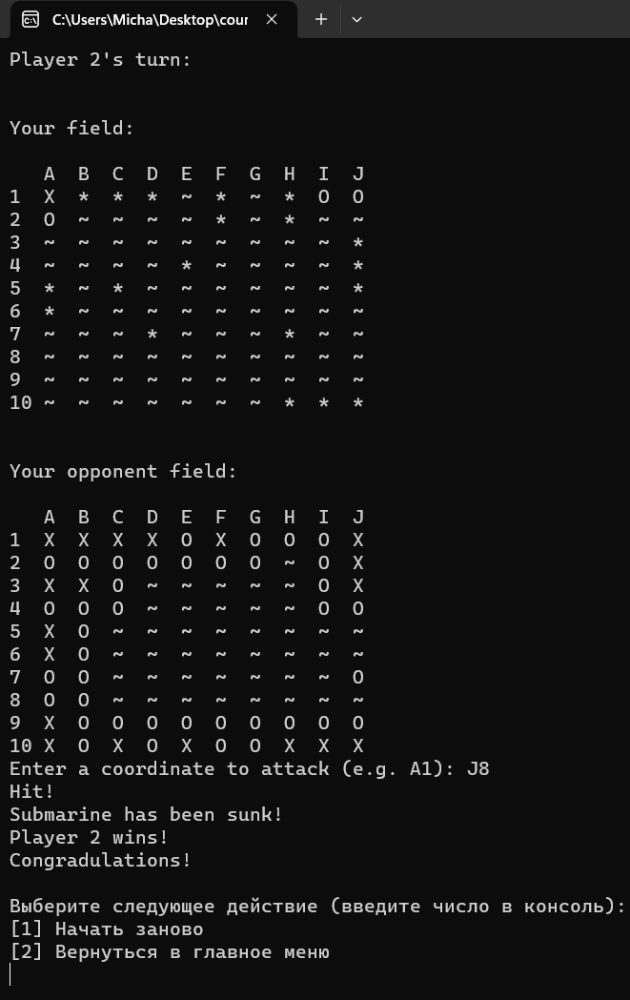 C:\Users\Micha\Desktop\cour
Player 2's turn:
Your field:
A B C D E F G H I J
1 X * * * ~ * ~ * O O
2 O ~ ~ ~ ~ * ~ * ~ ~
3 ~ ~ ~ ~ ~ ~ ~ ~ ~ *
4 ~ ~ ~ ~ * ~ ~ ~ ~ *
5 * ~ * ~ ~ ~ ~ ~ ~ *
6 * ~ ~ ~ ~ ~ ~ ~ ~ ~
7 ~ ~ ~ * ~ ~ ~ * ~ ~
8 ~ ~ ~ ~ ~ ~ ~ ~ ~ ~
9 ~ ~ ~ ~ ~ ~ ~ ~ ~ ~
10 ~ ~ ~ ~ ~ ~ ~ * * *
Your opponent field:
A B C D E F G H I J
1 X X X X O X O O O X
2 O O O O O O O ~ O X
3 X X O ~ ~ ~ ~ ~ O X
4 O O O ~ ~ ~ ~ ~ O O
5 X O ~ ~ ~ ~ ~ ~ ~ ~
6 X O ~ ~ ~ ~ ~ ~ ~ ~
7 O O ~ ~ ~ ~ ~ ~ ~ O
8 O O ~ ~ ~ ~ ~ ~ ~ ~
9 X O O O O O O O O O
10 X O X O X O O X X X
Enter a coordinate to attack (e.g. A1): J8
Hit!
Submarine has been sunk!
Player 2 wins!
Congradulations!
Выберите следующее действие (введите число в консоль):
[1] Начать заново
[2] Вернуться в главное меню